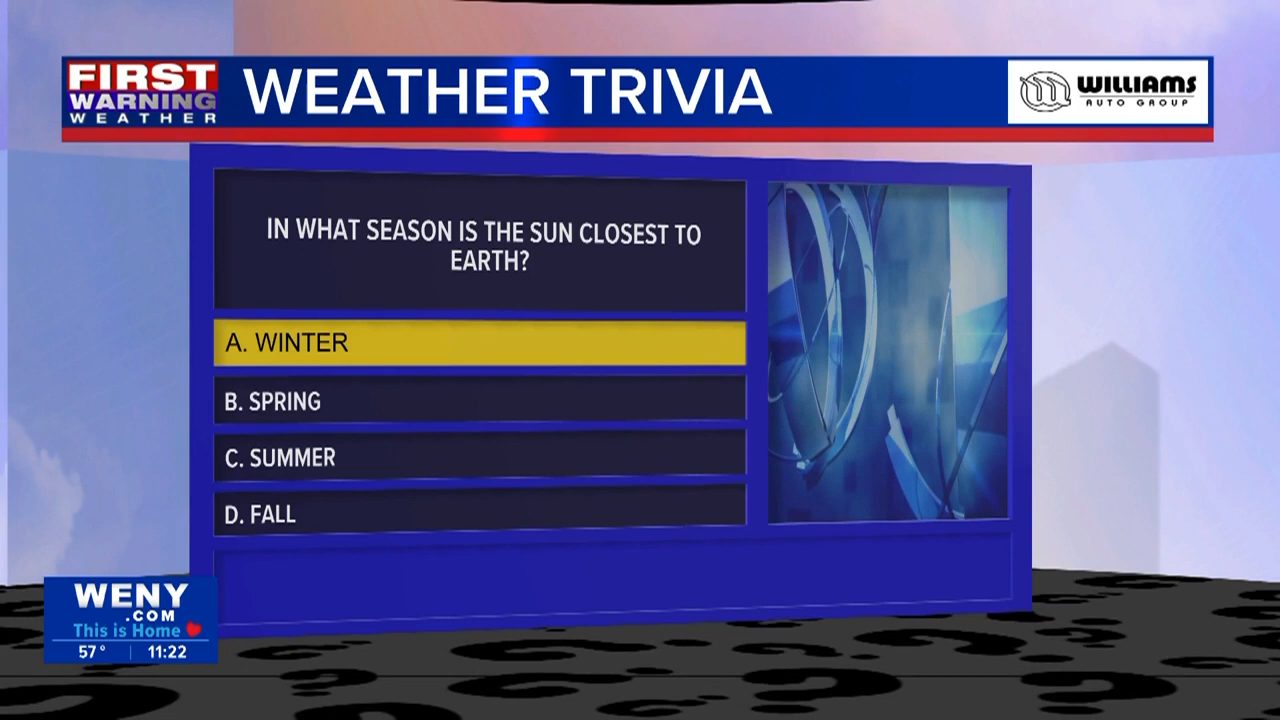 FIRST
WARNING
WEATHER
WEATHER TRIVIA
WILLIAMS
AUTO GROUP
IN WHAT SEASON IS THE SUN CLOSEST TO
EARTH?
A. WINTER
B. SPRING
C. SUMMER
D. FALL
WENY
.COM
This is Home
57° 11:22